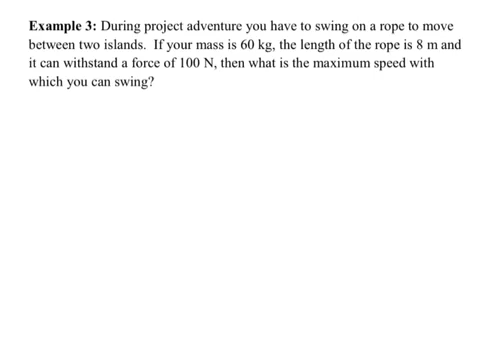 Example 3: During project adventure you have to swing on a rope to move
between two islands. If your mass is 60 kg, the length of the rope is 8 m and
it can withstand a force of 100 N, then what is the maximum speed with
which you can swing?